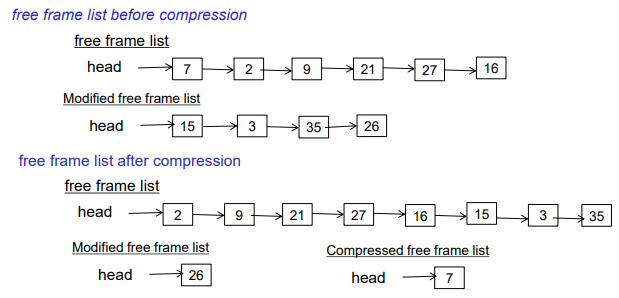 free frame list before compression
free frame list
head 7 2 9 21 27 16
Modified free frame list
head 15 3 35 26
free frame list after compression
free frame list
head 2 9 21 27 16 15 3 35
Modified free frame list Compressed free frame list
head 26 head 7